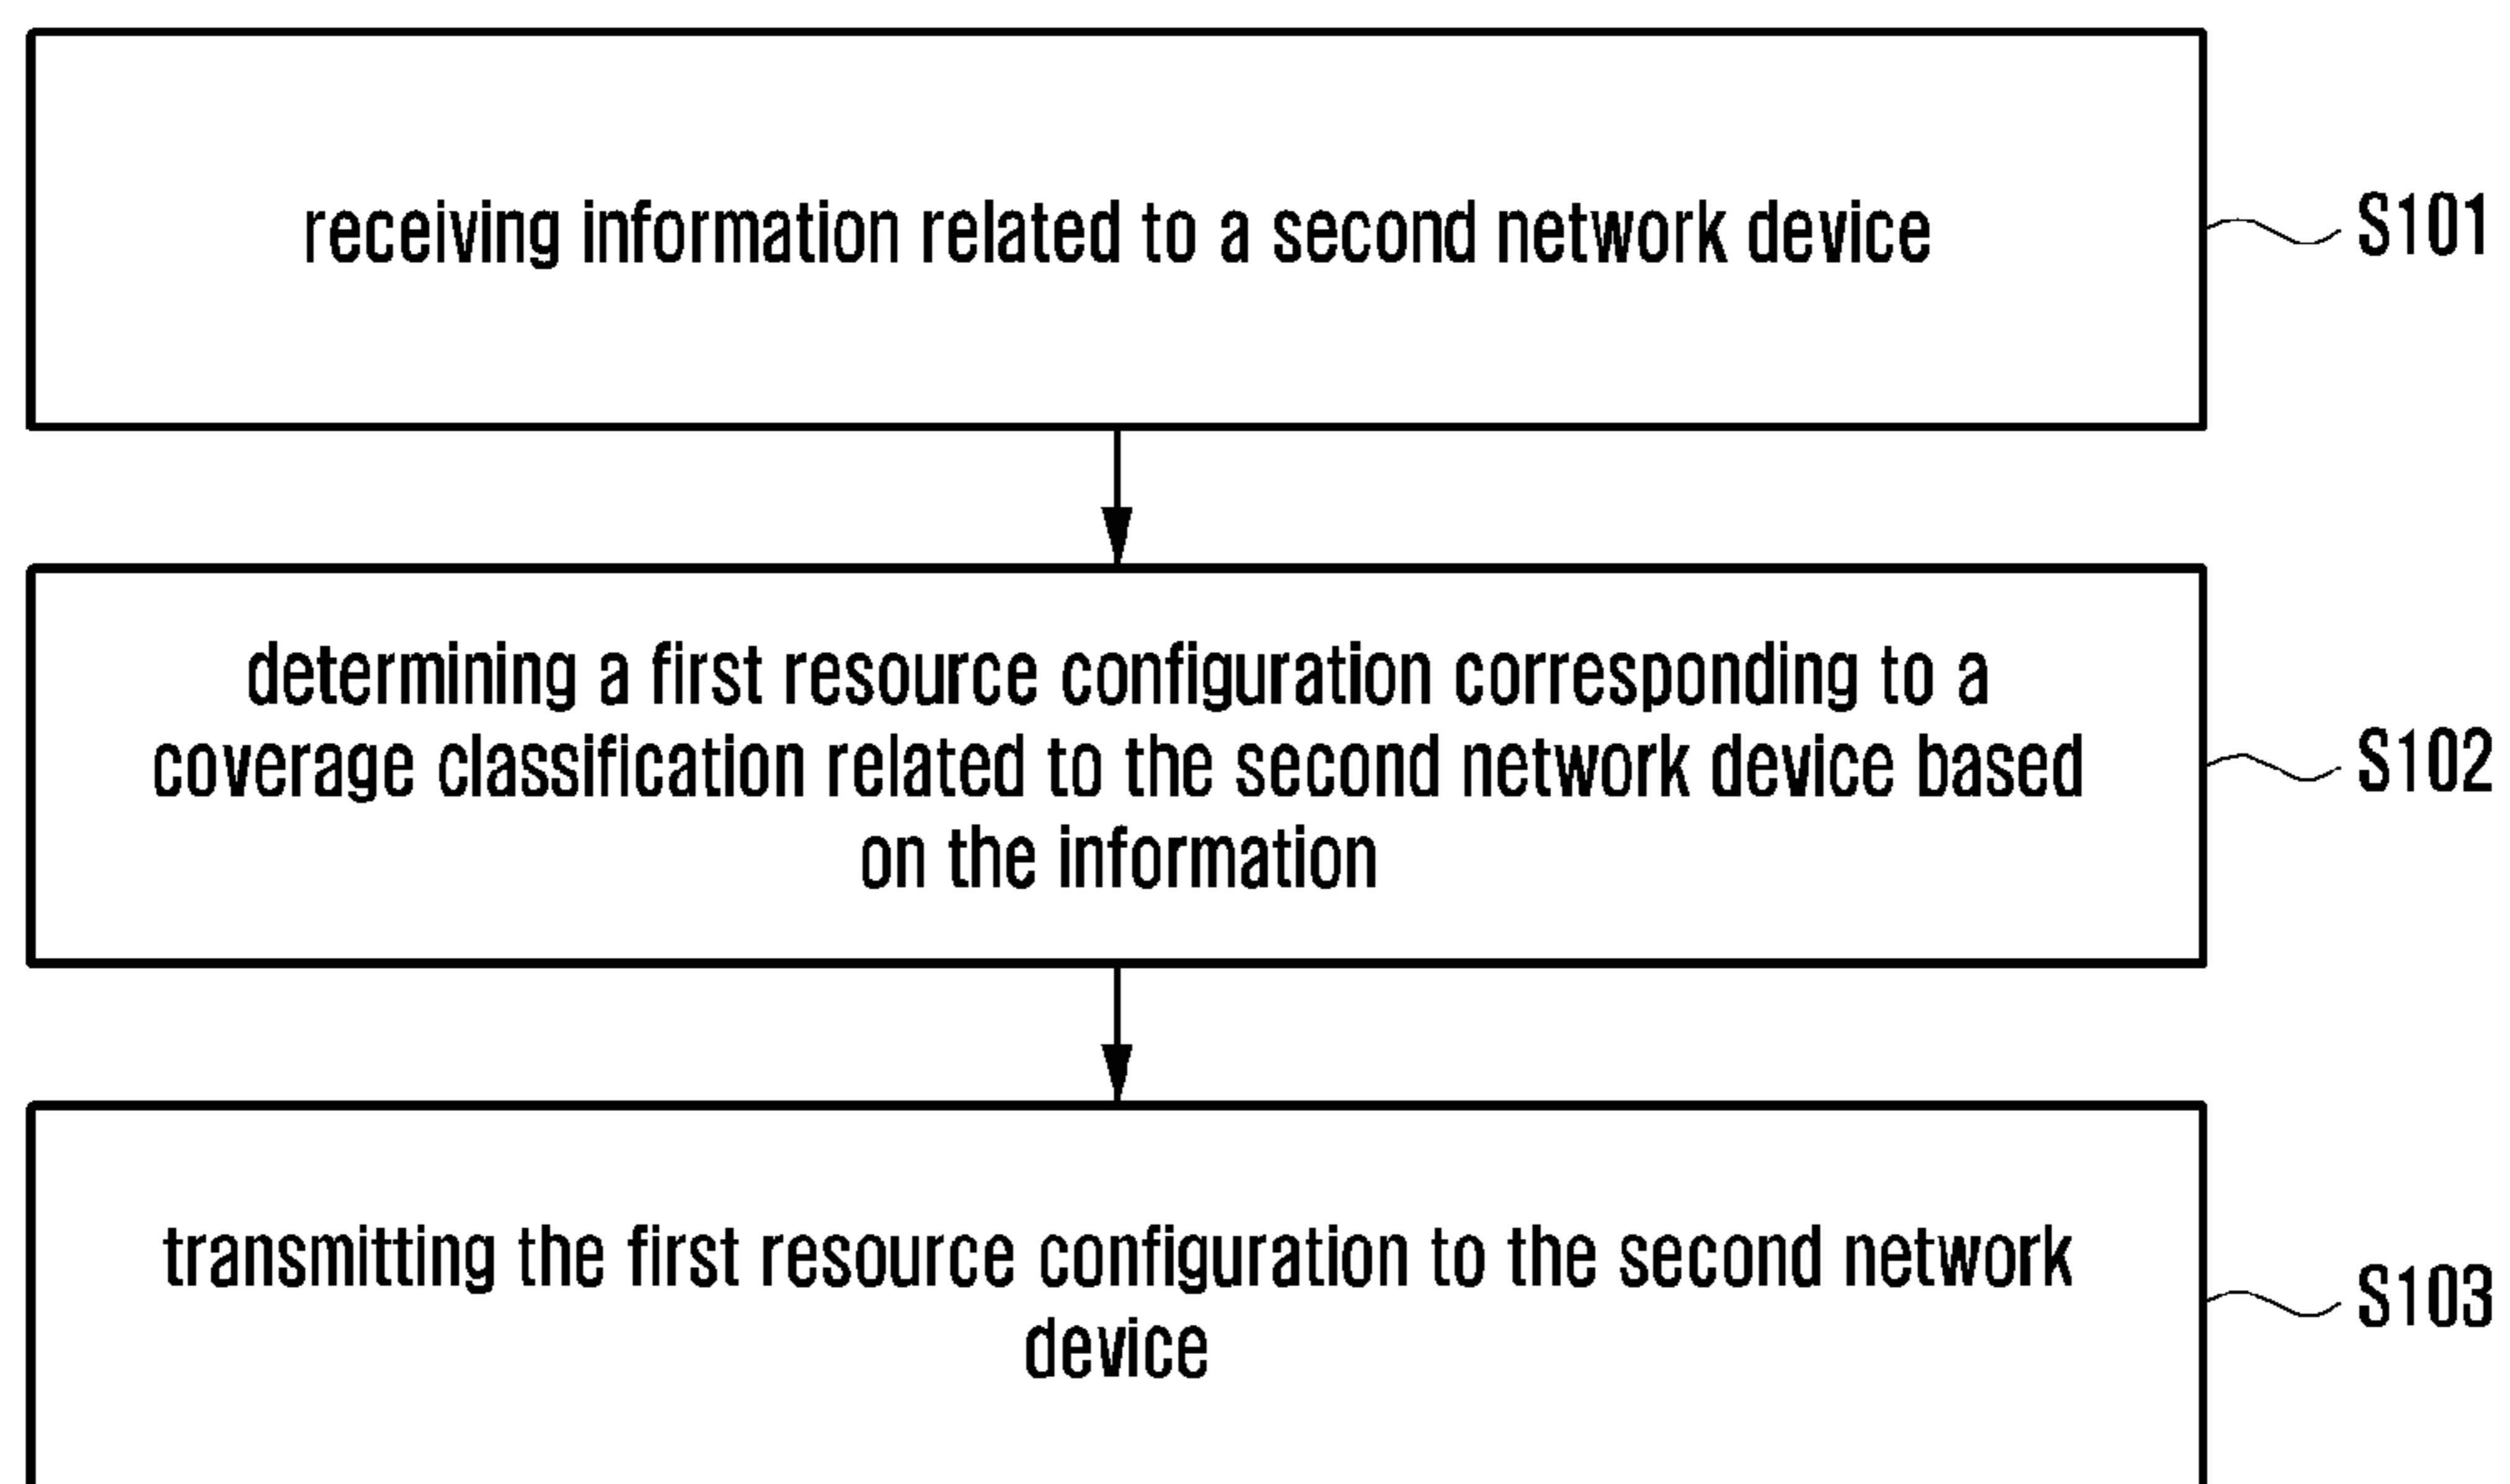 receiving information related to a second network device
S101
determining a first resource configuration corresponding to a
coverage classification related to the second network device based
on the information
S102
transmitting the first resource configuration to the second network
device
S103